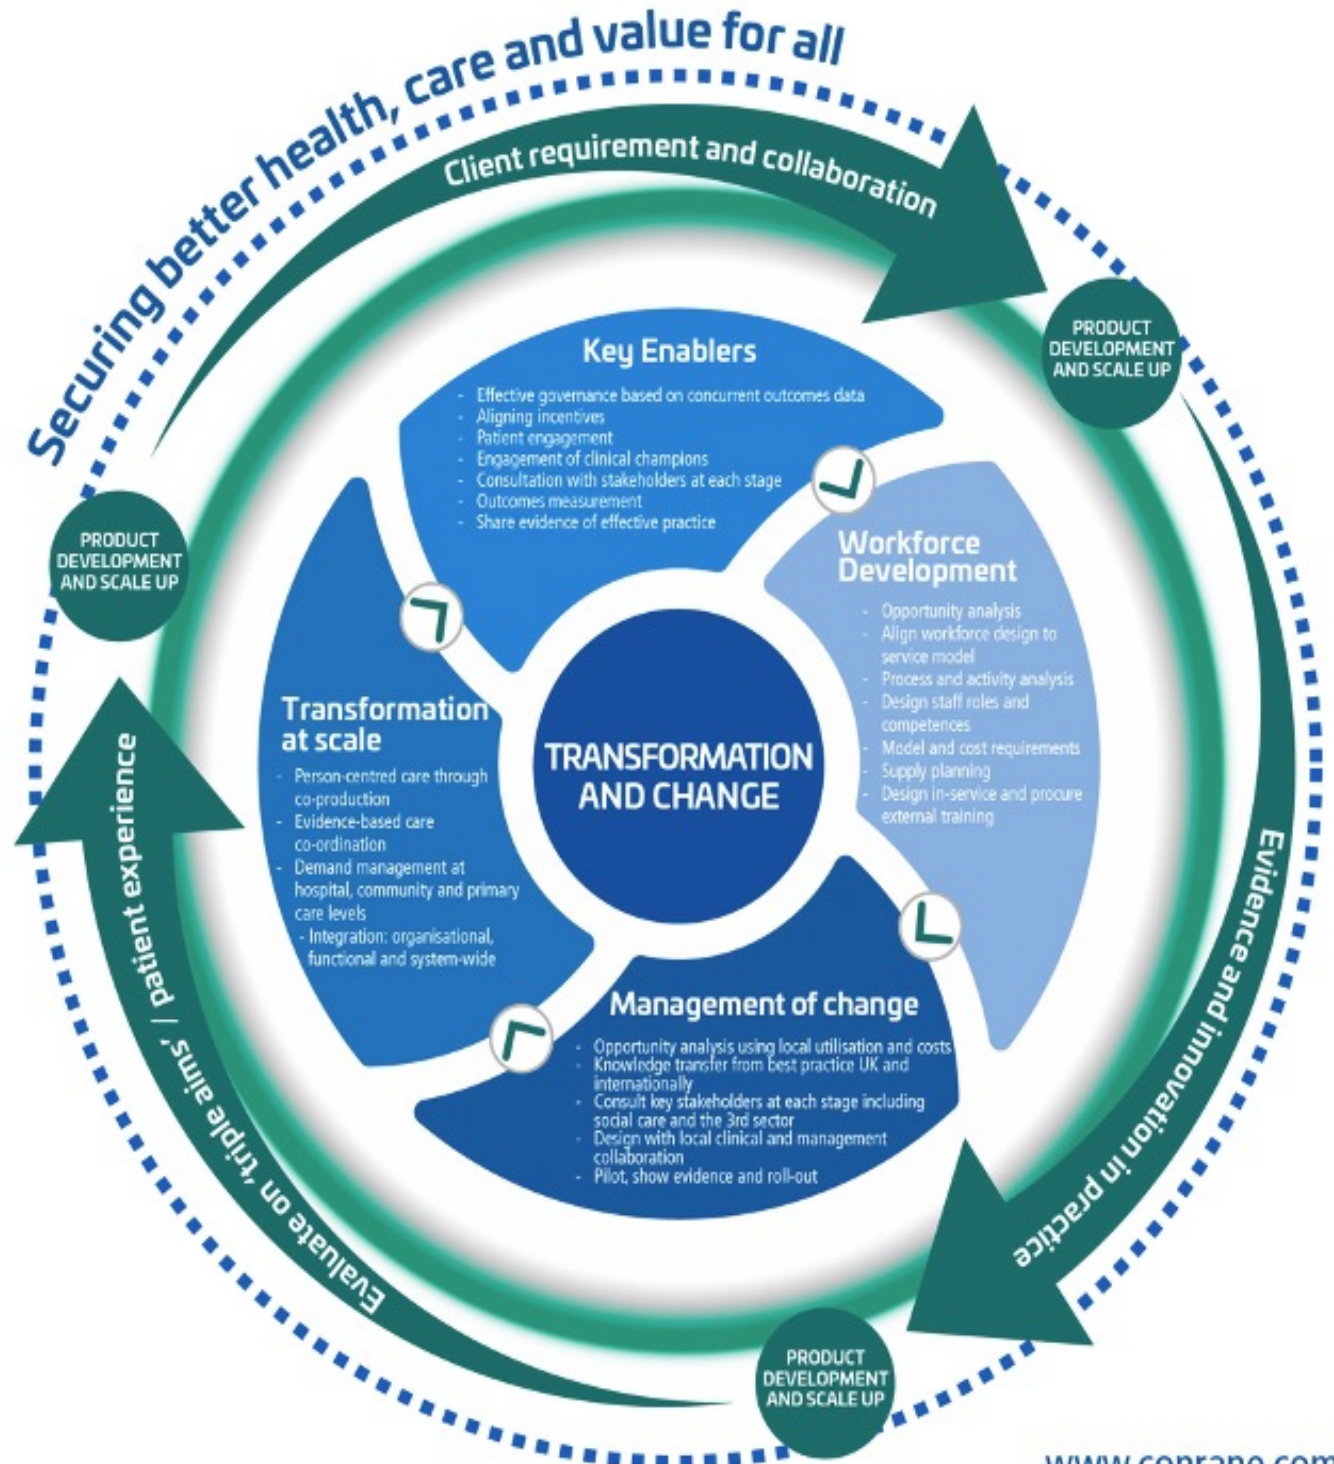 Securing better health, care and value for all
Client requirement and collaboration
PRODUCT
DEVELOPMENT
AND SCALE UP
Key Enablers
- Effective governance based on concurrent outcomes data
- Aligning incentives
- Patient engagement
- Engagement of clinical champions
- Consultation with stakeholders at each stage
- Outcomes measurement
- Share evidence of effective practice
Workforce
Development
- Opportunity analysis
- Align workforce design to
service model
- Process and activity analysis
- Design staff roles and
competences
- Model and cost requirements
- Supply planning
- Design in-service and procure
external training
PRODUCT
DEVELOPMENT
AND SCALE UP
Transformation
at scale
- Person-centred care through
co-production
- Evidence-based care
co-ordination
- Demand management at
hospital, community and primary
care levels
- Integration: organisational,
functional and system-wide
TRANSFORMATION
AND CHANGE
Management of change
- Opportunity analysis using local utilisation and costs
- Knowledge transfer from best practice UK and
internationally
- Consult key stakeholders at each stage including
social care and the 3rd sector
- Design with local clinical and management
collaboration
- Pilot, show evidence and roll-out
Evidence and innovation in practice
Evaluate on 'triple aims' / patient experience
PRODUCT
DEVELOPMENT
AND SCALE UP